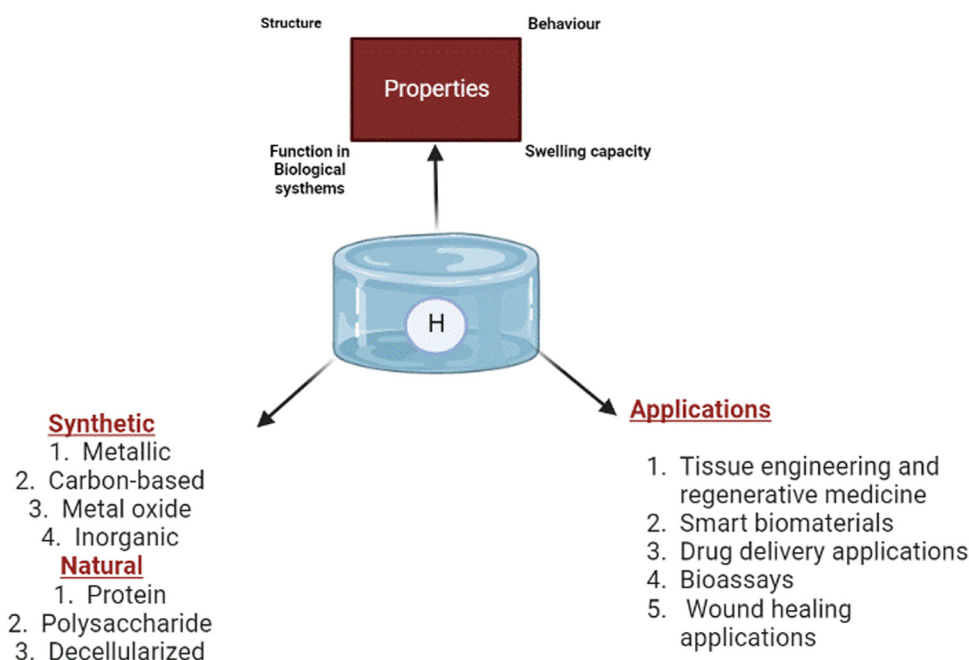 Structure
Behaviour
Properties
Function in
Biological
systhems
Swelling capacity
H
Synthetic
1. Metallic
2. Carbon-based
3. Metal oxide
4. Inorganic
Natural
1. Protein
2. Polysaccharide
3. Decellularized
Applications
1. Tissue engineering and
regenerative medicine
2. Smart biomaterials
3. Drug delivery applications
4. Bioassays
5. Wound healing
applications